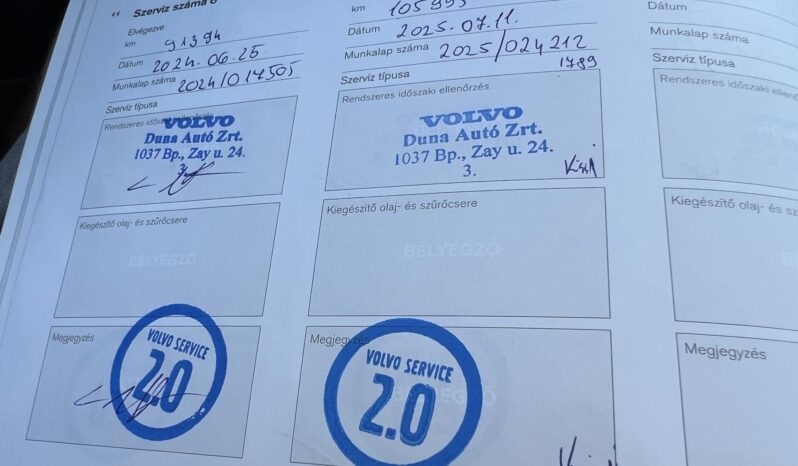 Szerviz száma
Elvégezve
km 91394
Dátum 2024.06.25.
Munkalap száma 2024/017505
Szerviz típusa
Rendszeres időszaki ellenőrzés
VOLVO
Duna Autó Zrt.
1037 Bp., Zay u. 24.
3.
Kiegészítő olaj- és szűrőcsere
BÉLYEGZŐ
Megjegyzés
VOLVO SERVICE
2.0
km
Dátum 2025.07.11.
Munkalap száma 2025/024212
1789
Szerviz típusa
Rendszeres időszaki ellenőrzés
VOLVO
Duna Autó Zrt.
1037 Bp., Zay u. 24.
3.
Kiegészítő olaj- és szűrőcsere
BÉLYEGZŐ
Megjegyzés
VOLVO SERVICE
2.0
Dátum
Munkalap száma
Szerviz típusa
Rendszeres időszaki
Kiegészítő olaj- és
Megjegyzés